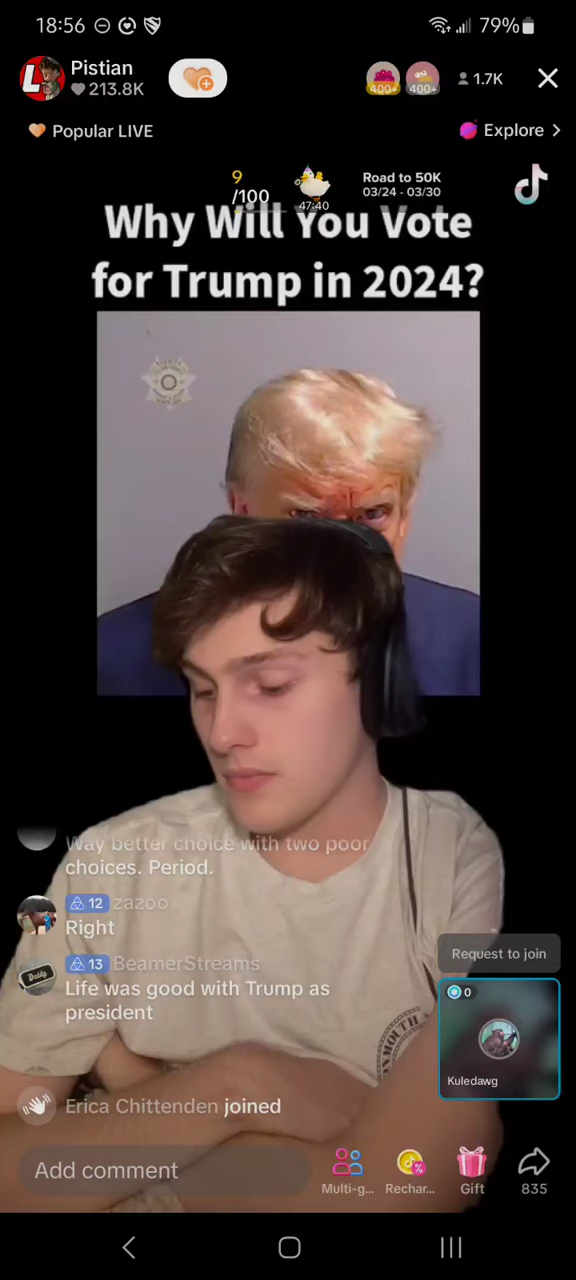 18:56
79%
Pistian
213.8K
400+
400+
1.7K
Popular LIVE
Explore
9
/100
47:40
Road to 50K
03/24 - 03/30
Why Will You Vote
for Trump in 2024?
Way better choice with two poor
choices. Period.
12 zazoo
Right
13 BeamerStreams
Life was good with Trump as
president
Daddy
Request to join
0
Kuledawg
Erica Chittenden joined
Add comment
Multi-g...
Rechar...
Gift
835